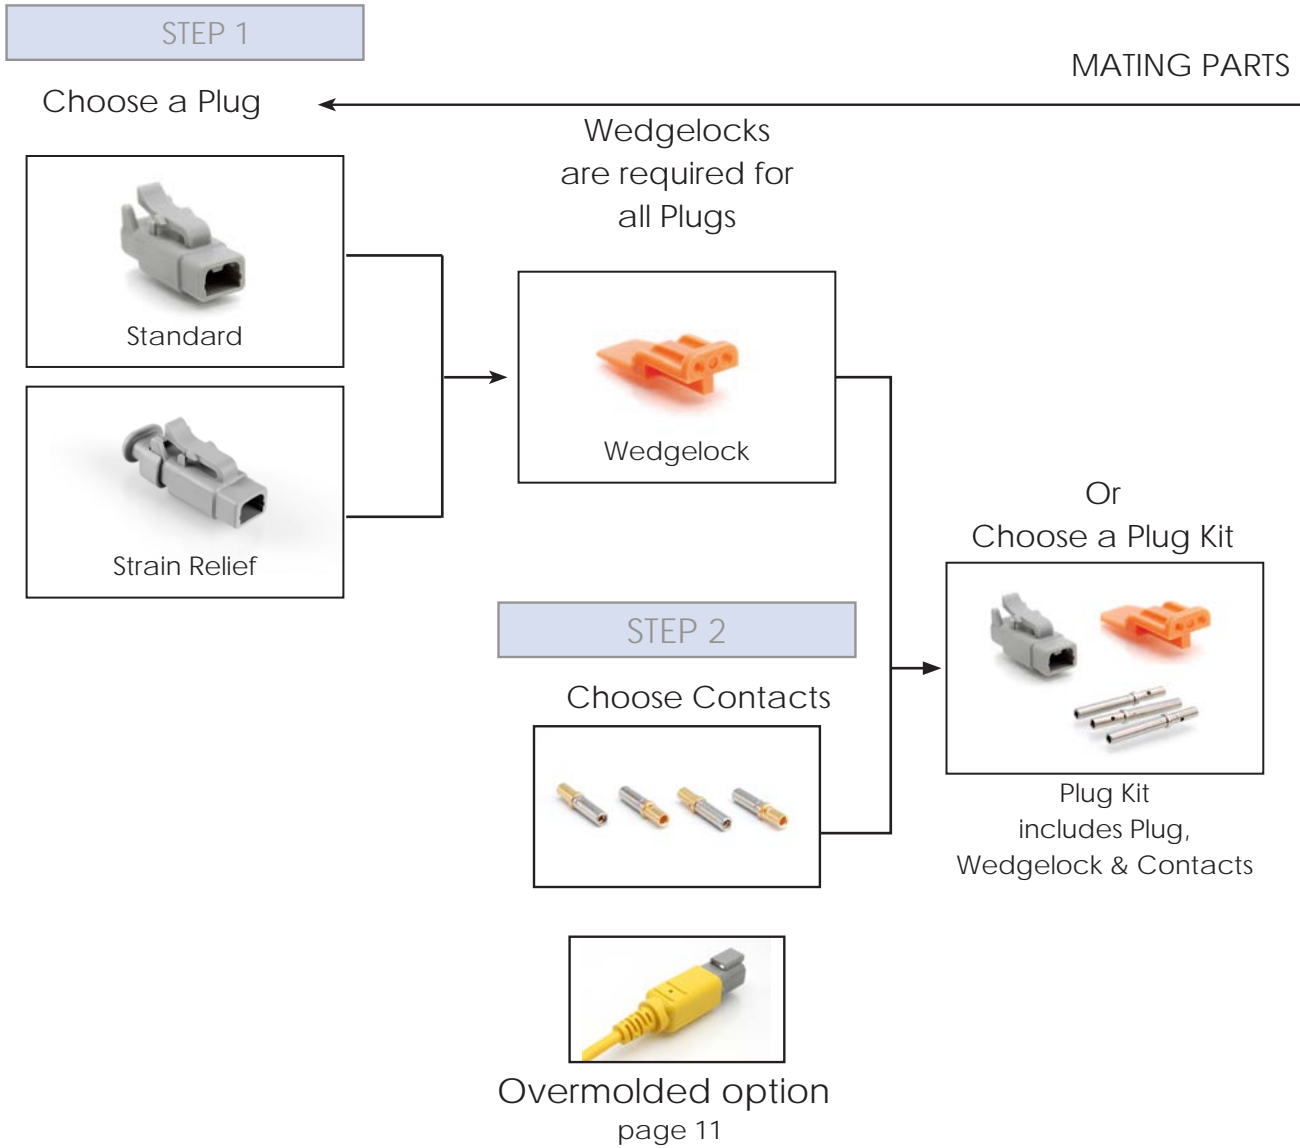 STEP 1
MATING PARTS
Choose a Plug
Wedgelocks
are required for
all Plugs
Standard
Wedgelock
Strain Relief
Or
Choose a Plug Kit
STEP 2
Choose Contacts
Plug Kit
includes Plug,
Wedgelock & Contacts
Overmolded option
page 11